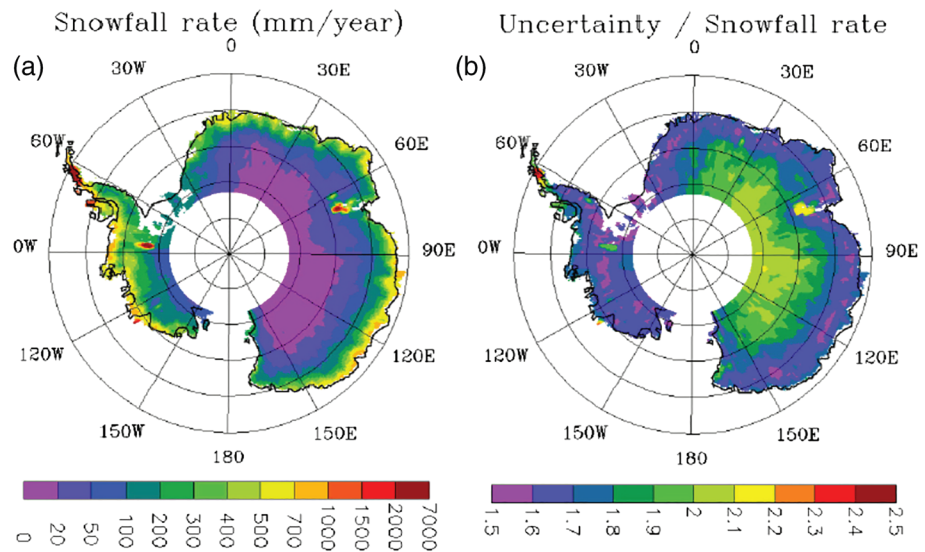 Snowfall rate (mm/year)
(a)
0
30W
30E
60W
60E
0W
90E
120W
120E
150W
150E
180
0 20 50 100 200 300 400 500 700 1000 1500 2000 7000
Uncertainty / Snowfall rate
(b)
0
30W
30E
60W
60E
0W
90E
120W
120E
150W
150E
180
1.5 1.6 1.7 1.8 1.9 2 2.1 2.2 2.3 2.4 2.5